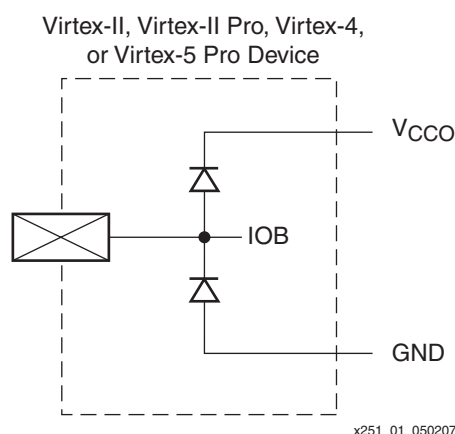 Virtex-II, Virtex-II Pro, Virtex-4,
or Virtex-5 Pro Device
VCCO
IOB
GND
x251_01_050207